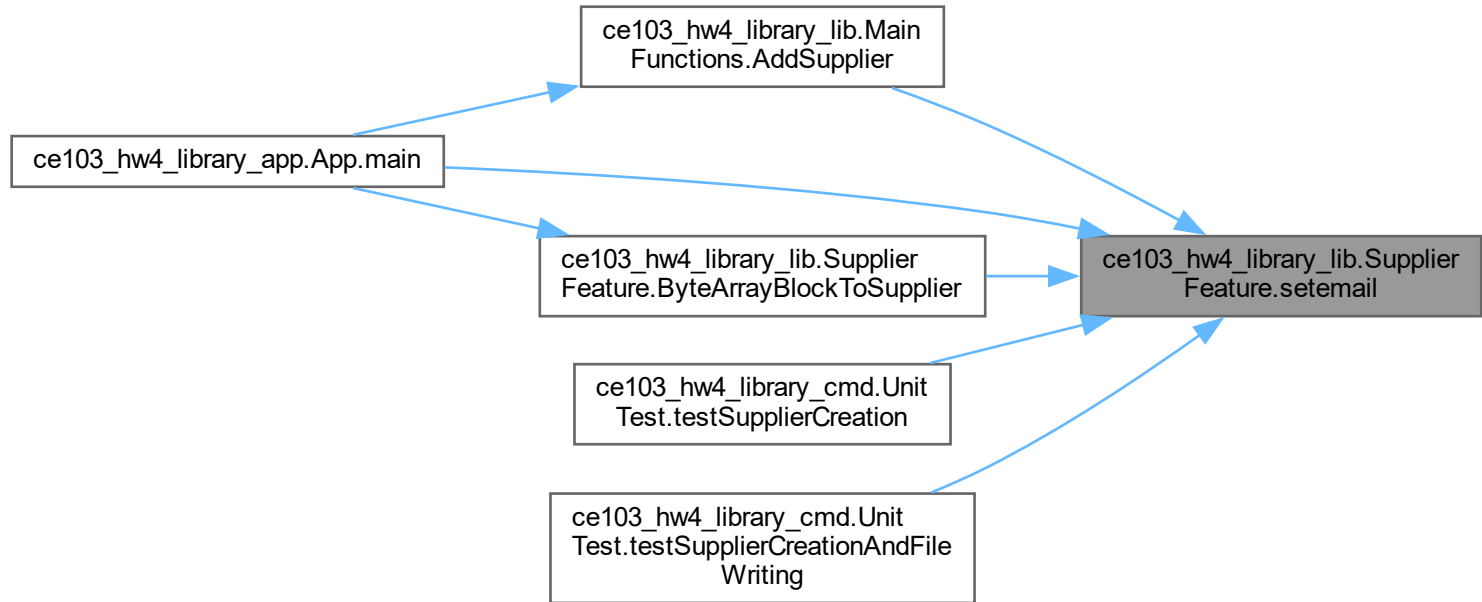 ce103_hw4_library_lib.Main
Functions.AddSupplier
ce103_hw4_library_app.App.main
ce103_hw4_library_lib.Supplier
Feature.ByteArrayBlockToSupplier
ce103_hw4_library_lib.Supplier
Feature.setemail
ce103_hw4_library_cmd.Unit
Test.testSupplierCreation
ce103_hw4_library_cmd.Unit
Test.testSupplierCreationAndFile
Writing